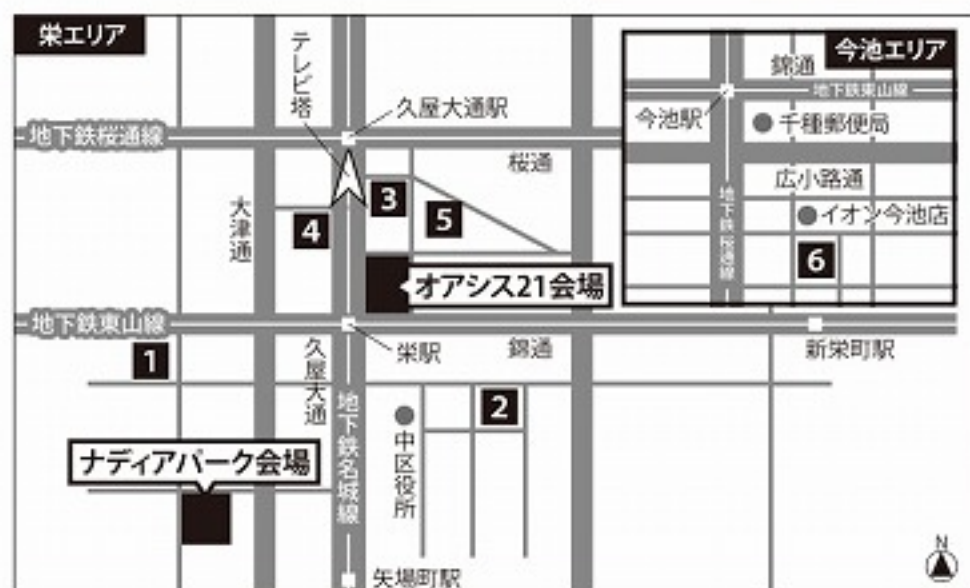 栄エリア
テレビ塔
久屋大通駅
地下鉄桜通線
桜通
大津通
3
4
5
オアシス21会場
地下鉄東山線
栄駅
錦通
新栄町駅
1
久屋大通
地下鉄名城線
2
中区役所
ナディアパーク会場
矢場町駅
N
今池エリア
錦通
地下鉄東山線
今池駅
千種郵便局
広小路通
地下鉄桜通線
イオン今池店
6